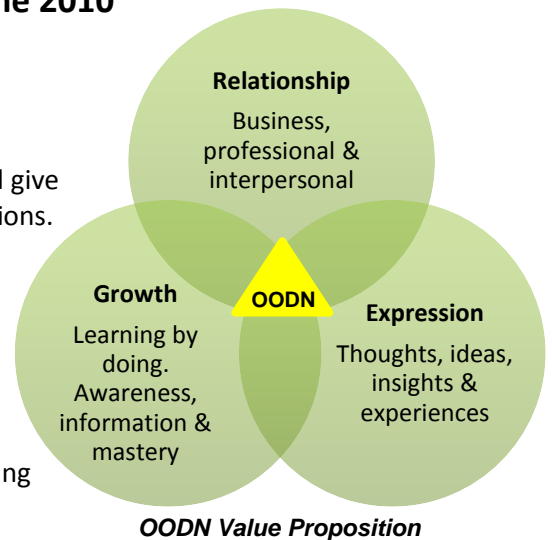 ne 2010
Relationship
Business,
professional &
interpersonal
give
ions.
OODN
Growth
Learning by
doing.
Awareness,
information &
mastery
Expression
Thoughts, ideas,
insights &
experiences
ng
OODN Value Proposition